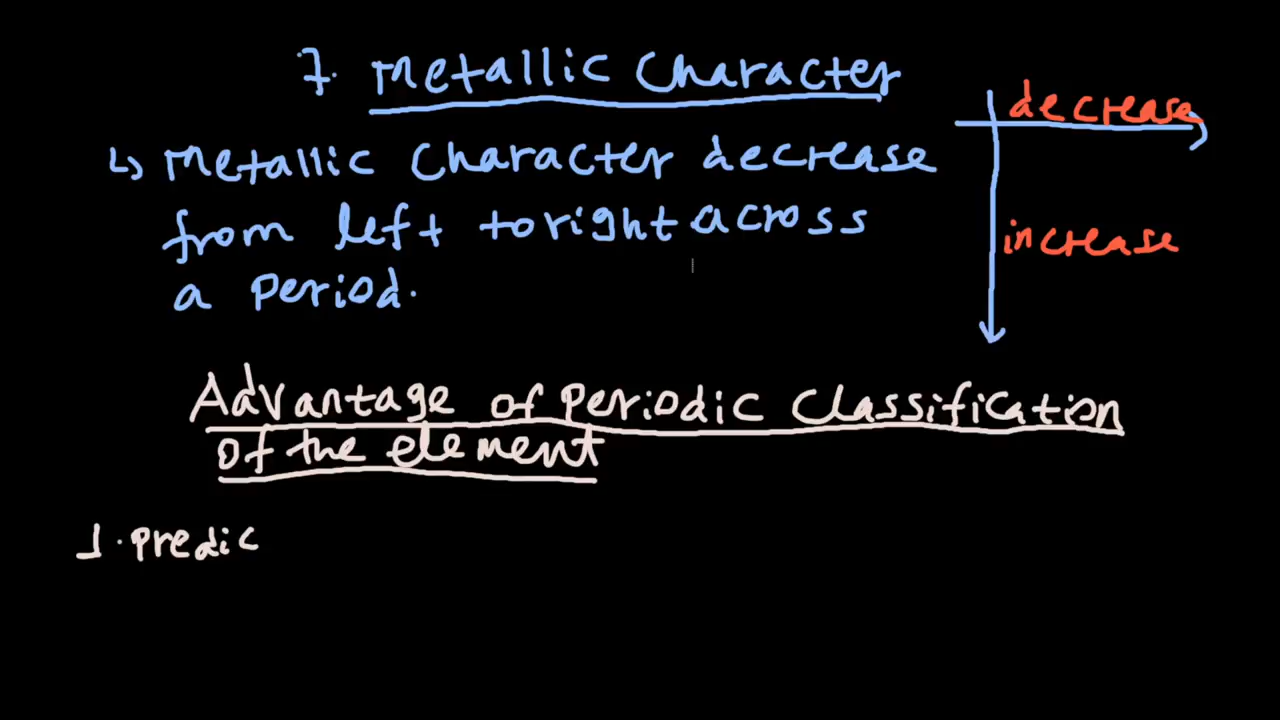 7. Metallic Character
↳ Metallic Character decrease
from left to right across
a period.
decrease
increase
Advantage of Periodic Classification
of the element
1. Predic